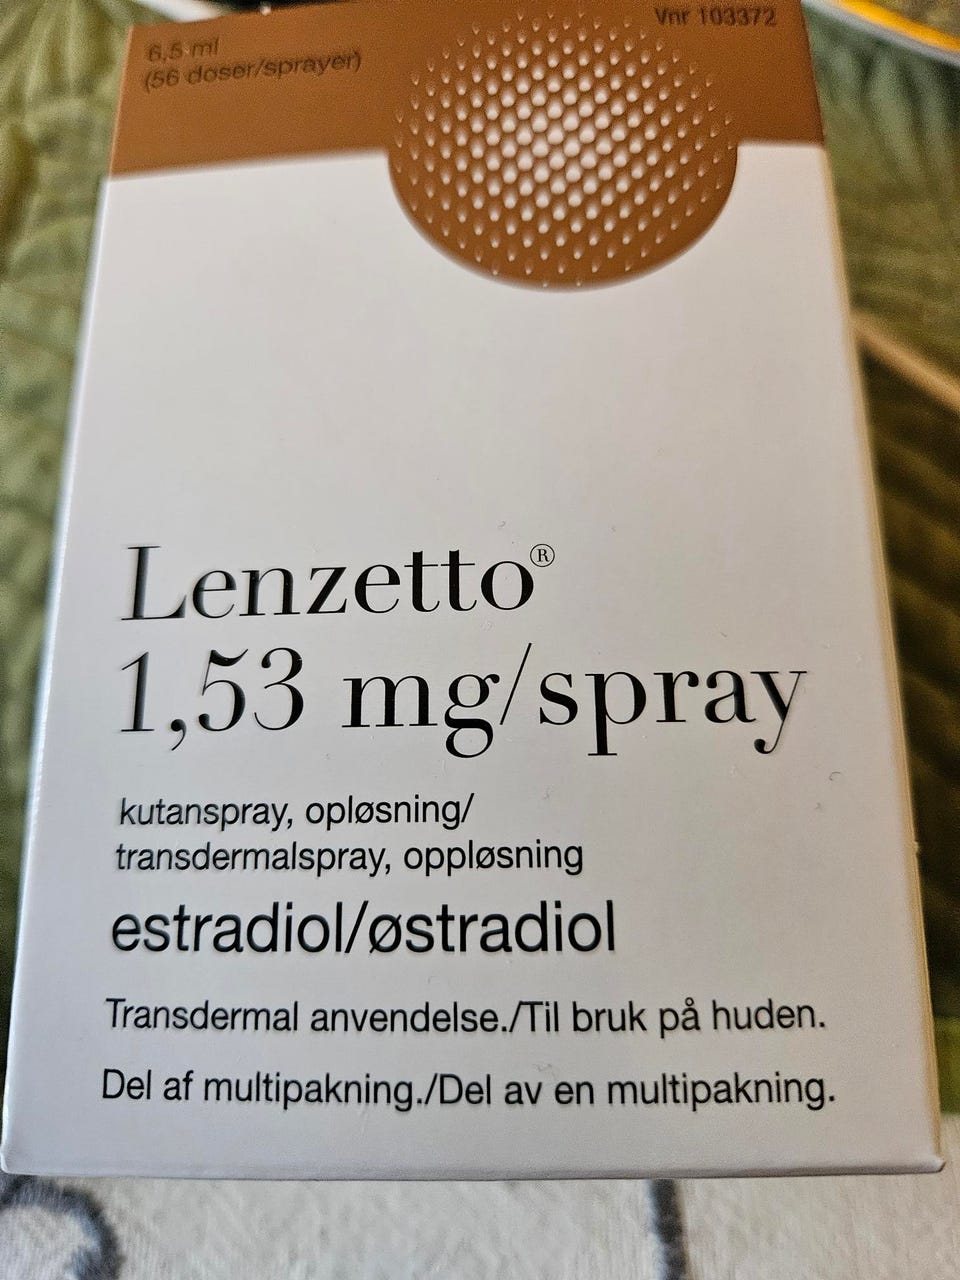 6,5 ml
(56 doser/sprayer)
Vnr 103372
Lenzetto®
1,53 mg/spray
kutanspray, opløsning/
transdermalspray, oppløsning
estradiol/østradiol
Transdermal anvendelse./Til bruk på huden.
Del af multipakning./Del av en multipakning.